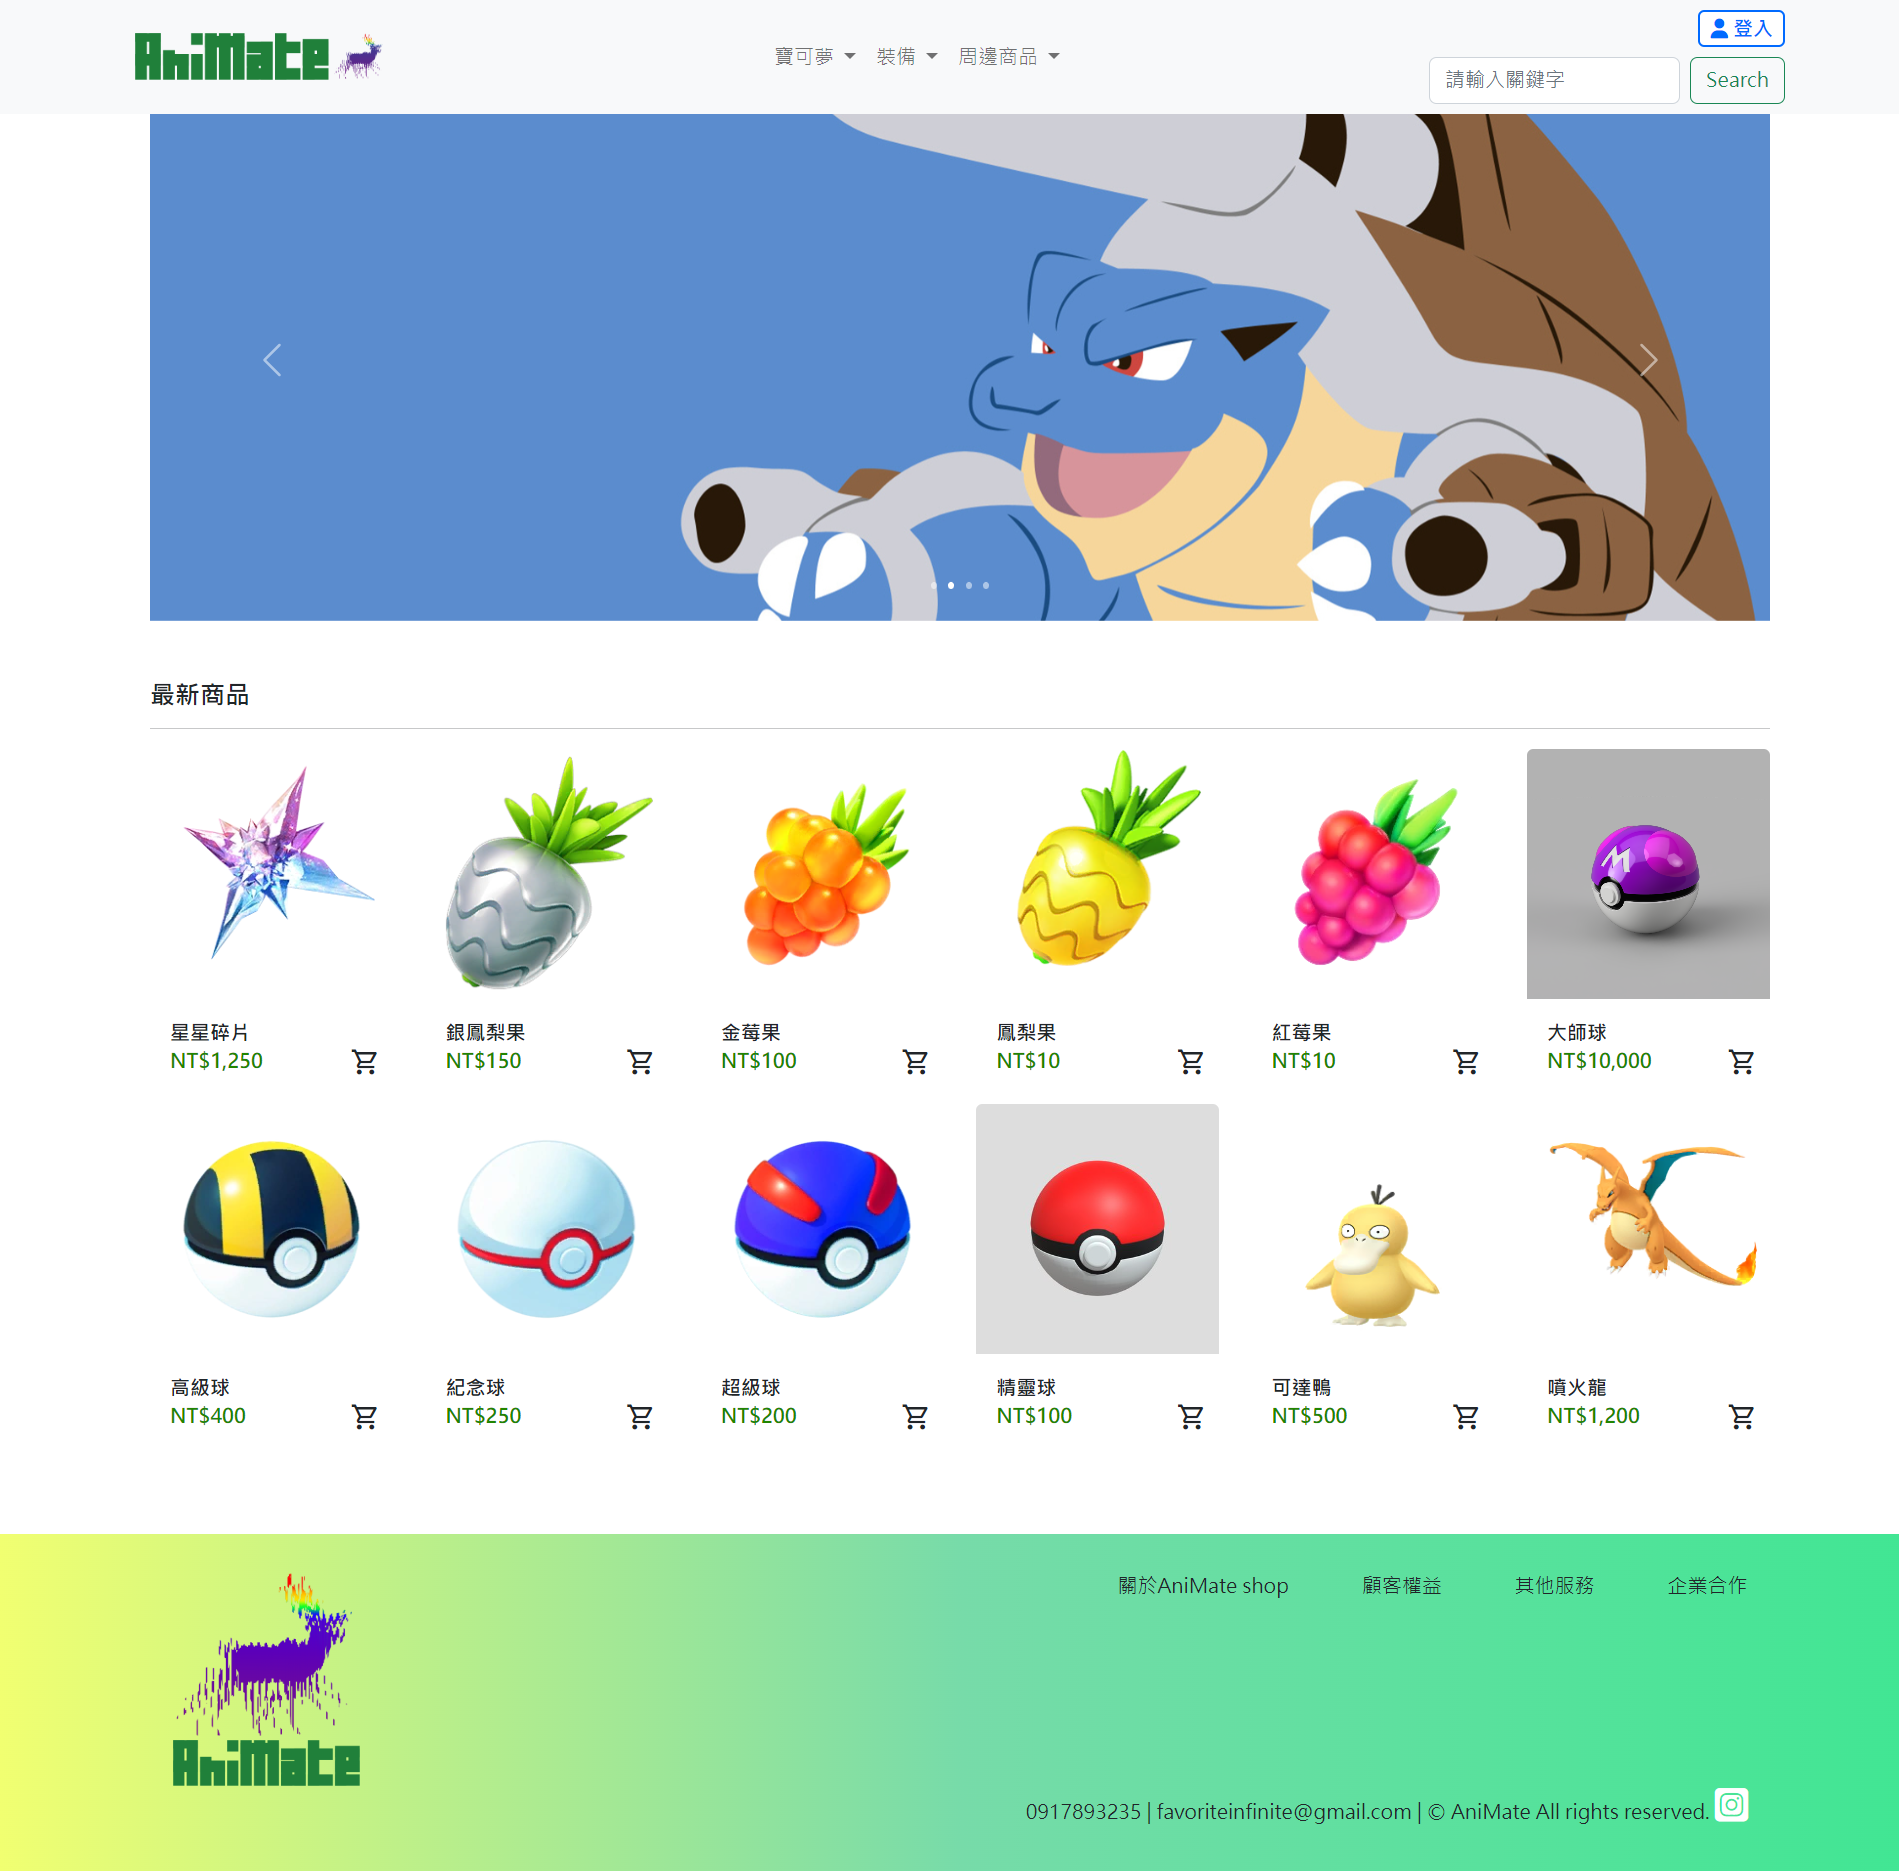 AniMate
寶可夢
裝備
周邊商品
登入
請輸入關鍵字
Search
最新商品
M
星星碎片
NT$1,250
銀鳳梨果
NT$150
金莓果
NT$100
鳳梨果
NT$10
紅莓果
NT$10
大師球
NT$10,000
高級球
NT$400
紀念球
NT$250
超級球
NT$200
精靈球
NT$100
可達鴨
NT$500
噴火龍
NT$1,200
關於AniMate shop
顧客權益
其他服務
企業合作
AniMate
0917893235 | favoriteinfinite@gmail.com | © AniMate All rights reserved.